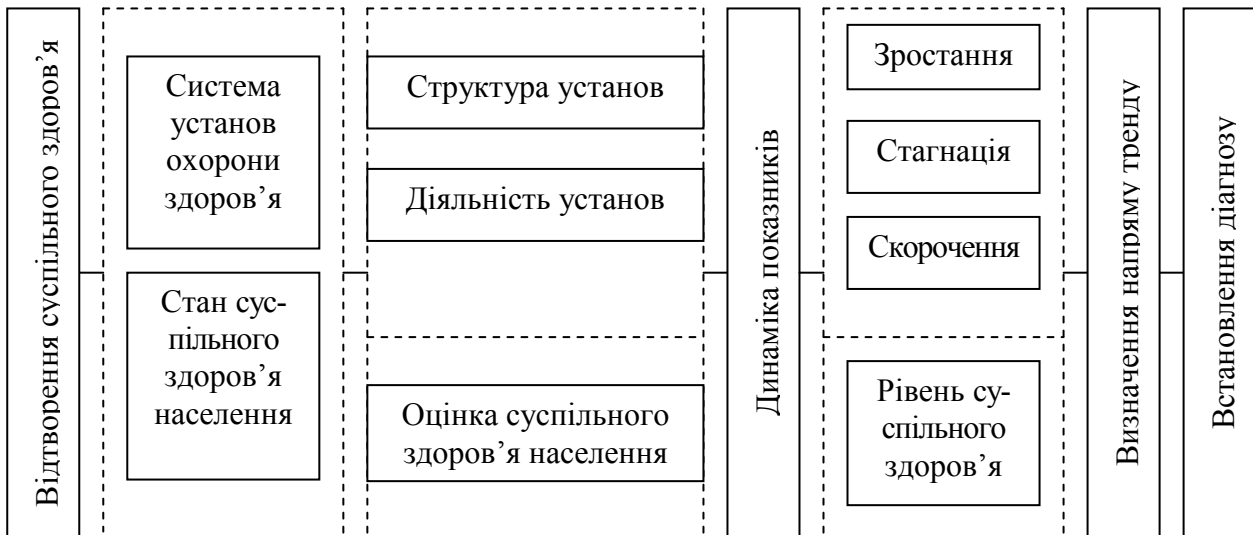 Відтворення суспільного здоров’я
Система
установ
охорони
здоров’я
Стан сус-
пільного
здоров’я
населення
Структура установ
Діяльність установ
Оцінка суспільного
здоров’я населення
Динаміка показників
Зростання
Стагнація
Скорочення
Рівень су-
спільного
здоров’я
Визначення напряму тренду
Встановлення діагнозу